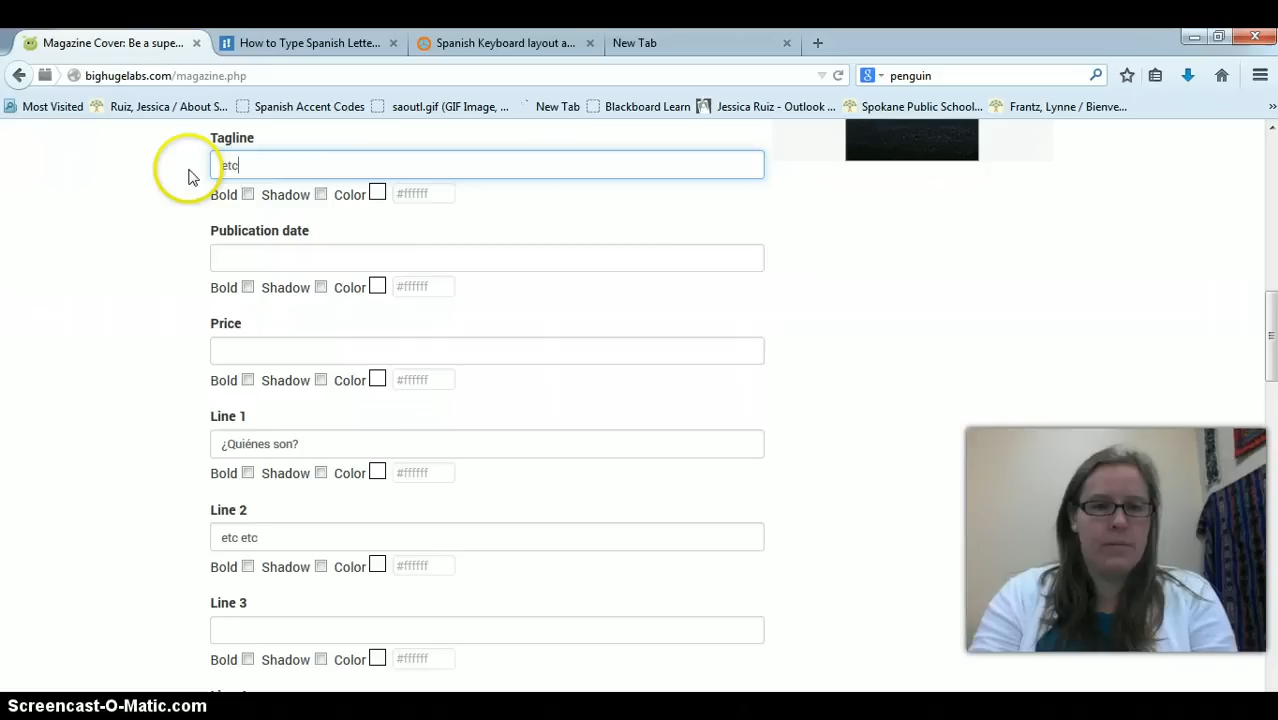 Magazine Cover: Be a supe...
How to Type Spanish Lette...
Spanish Keyboard layout a...
New Tab
bighugelabs.com/magazine.php
penguin
Most Visited
Ruiz, Jessica / About S...
Spanish Accent Codes
saoutl.gif (GIF Image, ...
New Tab
Blackboard Learn
Jessica Ruiz - Outlook ...
Spokane Public School...
Frantz, Lynne / Bienve...
Tagline
etc
Bold Shadow Color #ffffff
Publication date
Bold Shadow Color #ffffff
Price
Bold Shadow Color #ffffff
Line 1
¿Quiénes son?
Bold Shadow Color #ffffff
Line 2
etc etc
Bold Shadow Color #ffffff
Line 3
Bold Shadow Color #ffffff
Screencast-O-Matic.com